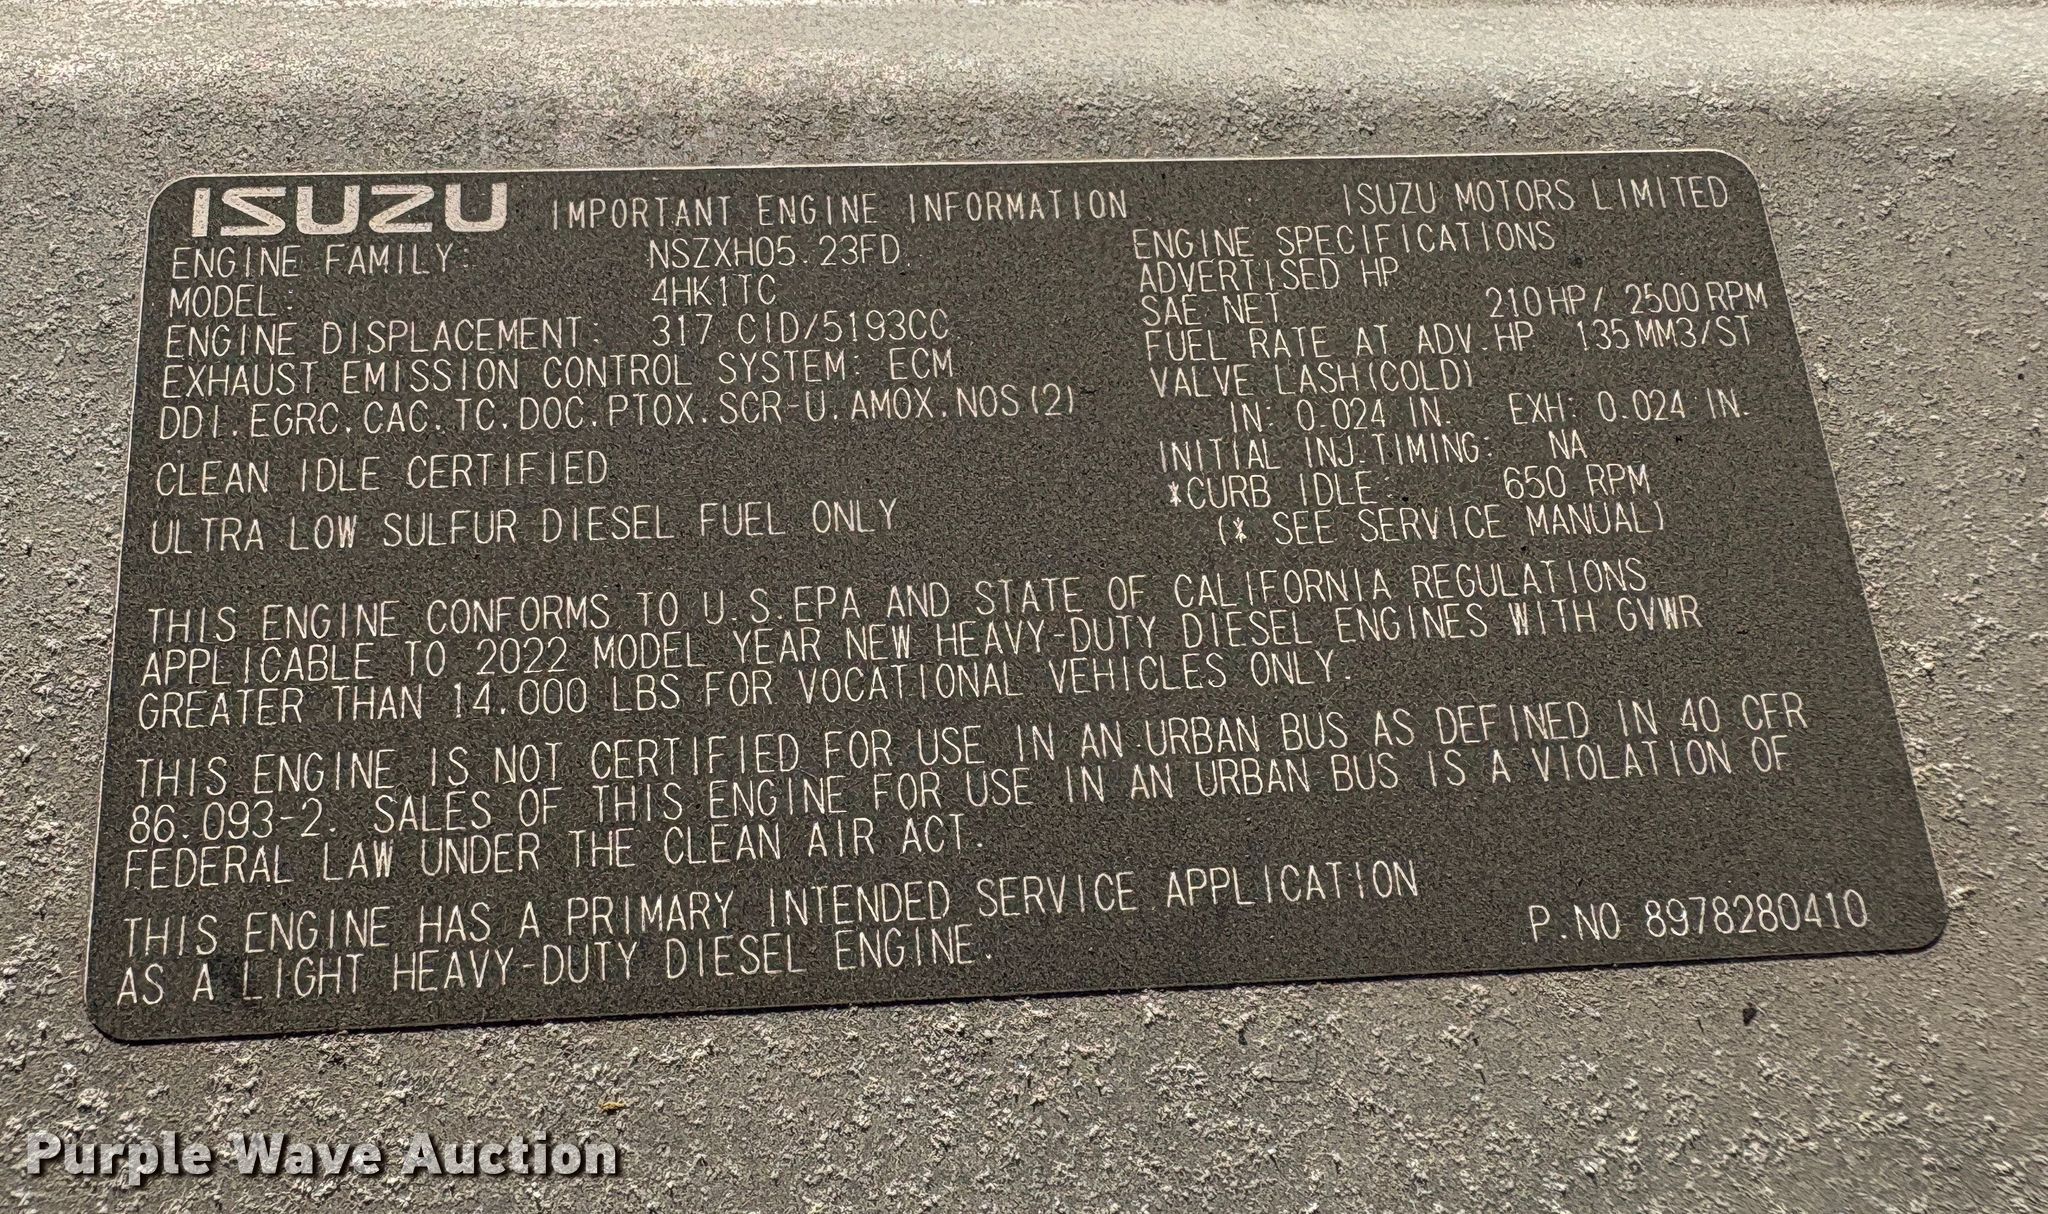 ISUZU IMPORTANT ENGINE INFORMATION ISUZU MOTORS LIMITED
ENGINE FAMILY: NSZXH05.23FD
MODEL: 4HK1TC
ENGINE DISPLACEMENT: 317 CID/5193CC
EXHAUST EMISSION CONTROL SYSTEM: ECM
DDI.EGRC.CAC.TC.DOC.PTOX.SCR-U.AMOX.NOS(2)
CLEAN IDLE CERTIFIED
ULTRA LOW SULFUR DIESEL FUEL ONLY
ENGINE SPECIFICATIONS
ADVERTISED HP
SAE NET 210HP/ 2500RPM
FUEL RATE AT ADV.HP 135MM3/ST
VALVE LASH(COLD)
IN: 0.024 IN. EXH: 0.024 IN.
INITIAL INJ.TIMING: NA
*CURB IDLE: 650 RPM
(* SEE SERVICE MANUAL)
THIS ENGINE CONFORMS TO U.S.EPA AND STATE OF CALIFORNIA REGULATIONS
APPLICABLE TO 2022 MODEL YEAR NEW HEAVY-DUTY DIESEL ENGINES WITH GVWR
GREATER THAN 14.000 LBS FOR VOCATIONAL VEHICLES ONLY.
THIS ENGINE IS NOT CERTIFIED FOR USE IN AN URBAN BUS AS DEFINED IN 40 CFR
86.093-2. SALES OF THIS ENGINE FOR USE IN AN URBAN BUS IS A VIOLATION OF
FEDERAL LAW UNDER THE CLEAN AIR ACT.
THIS ENGINE HAS A PRIMARY INTENDED SERVICE APPLICATION
AS A LIGHT HEAVY-DUTY DIESEL ENGINE.
P.NO 8978280410
Purple Wave Auction